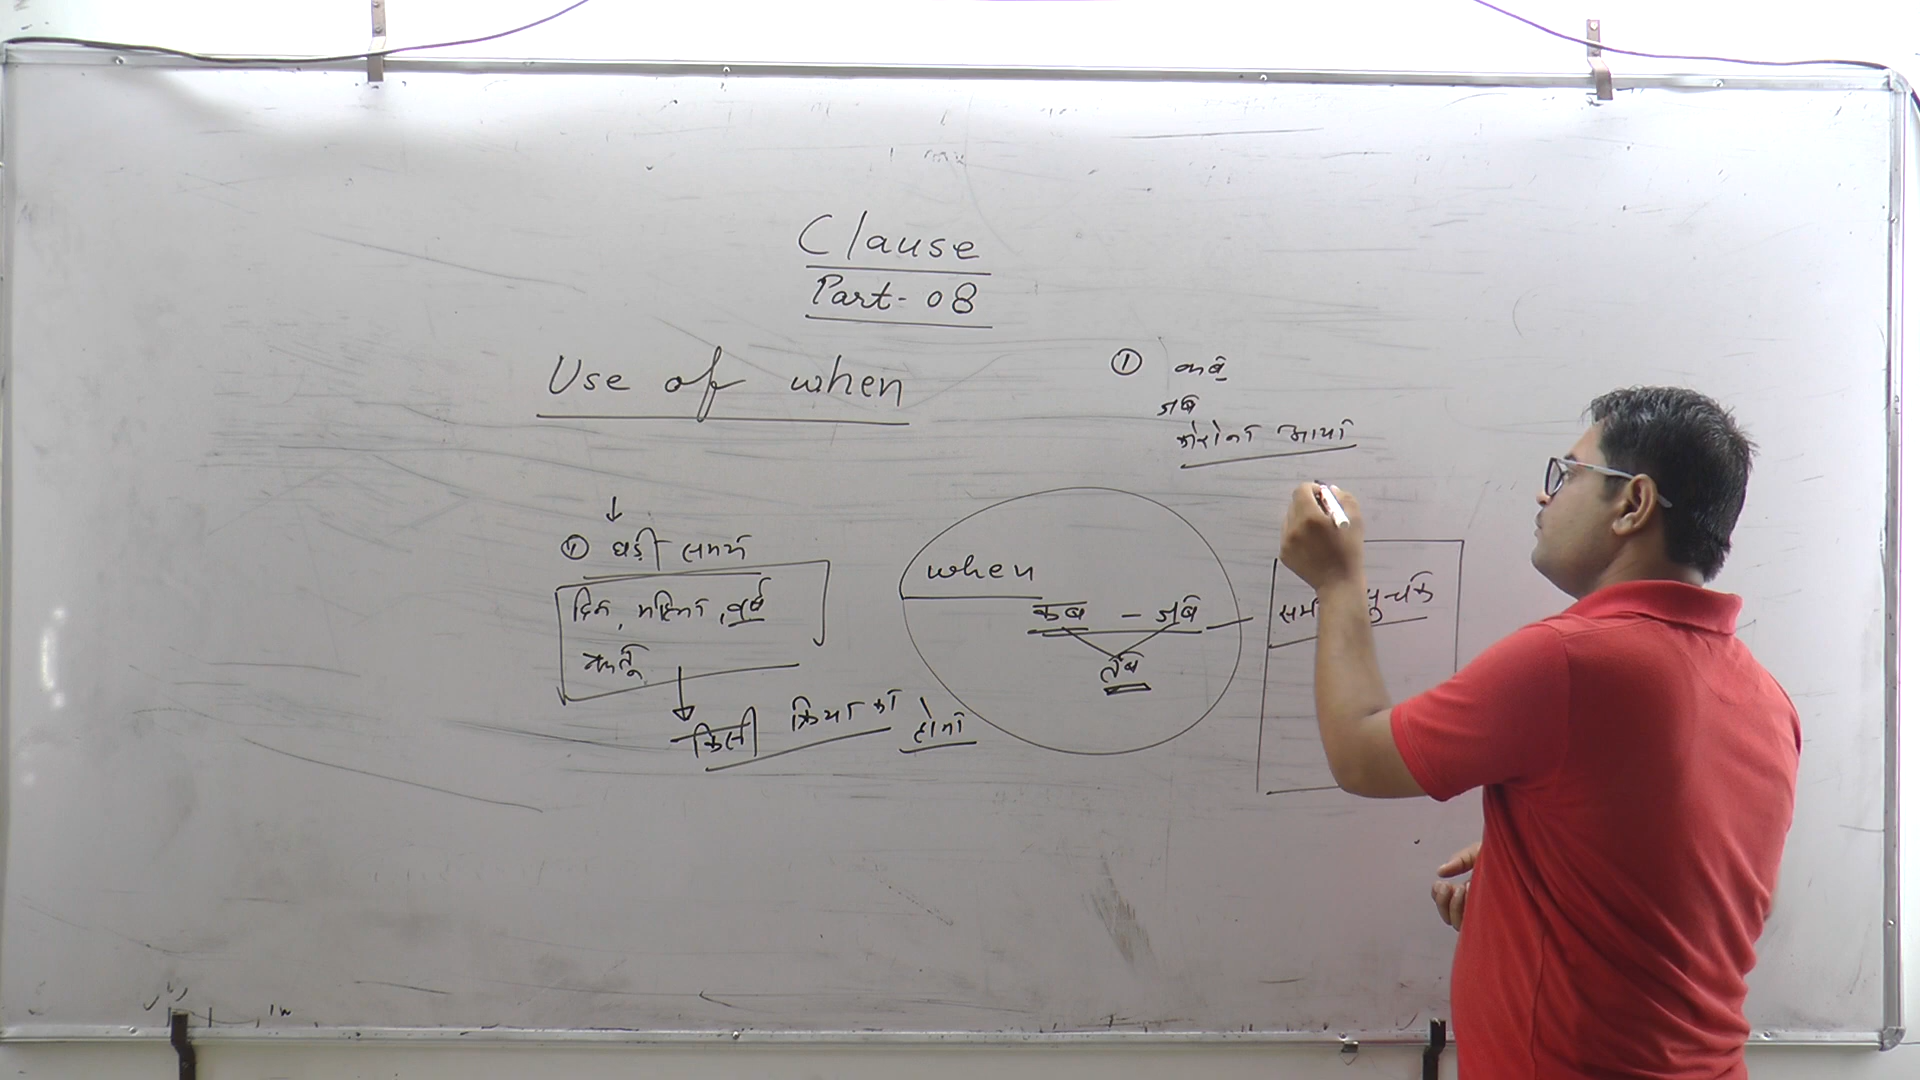 Clause
Part-08
Use of when
① कब
जब
कोरोना आया
① घड़ी समय
दिन, महिना, वर्ष
ऋतू
किसी क्रिया का होना
when
कब - जब
तब